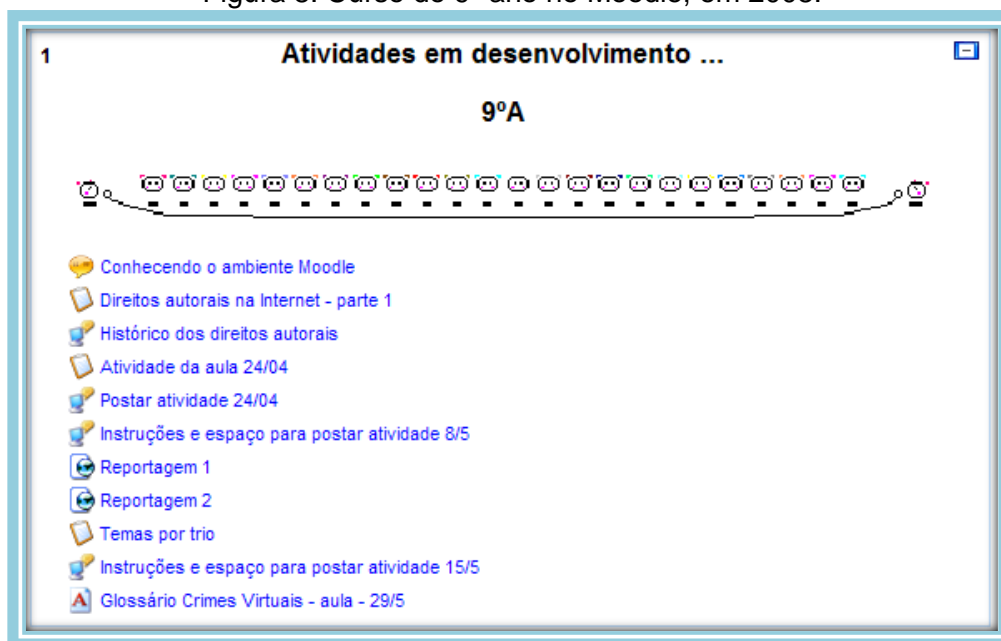 1
Atividades em desenvolvimento ...
9ºA
Conhecendo o ambiente Moodle
Direitos autorais na Internet - parte 1
Histórico dos direitos autorais
Atividade da aula 24/04
Postar atividade 24/04
Instruções e espaço para postar atividade 8/5
Reportagem 1
Reportagem 2
Temas por trio
Instruções e espaço para postar atividade 15/5
Glossário Crimes Virtuais - aula - 29/5